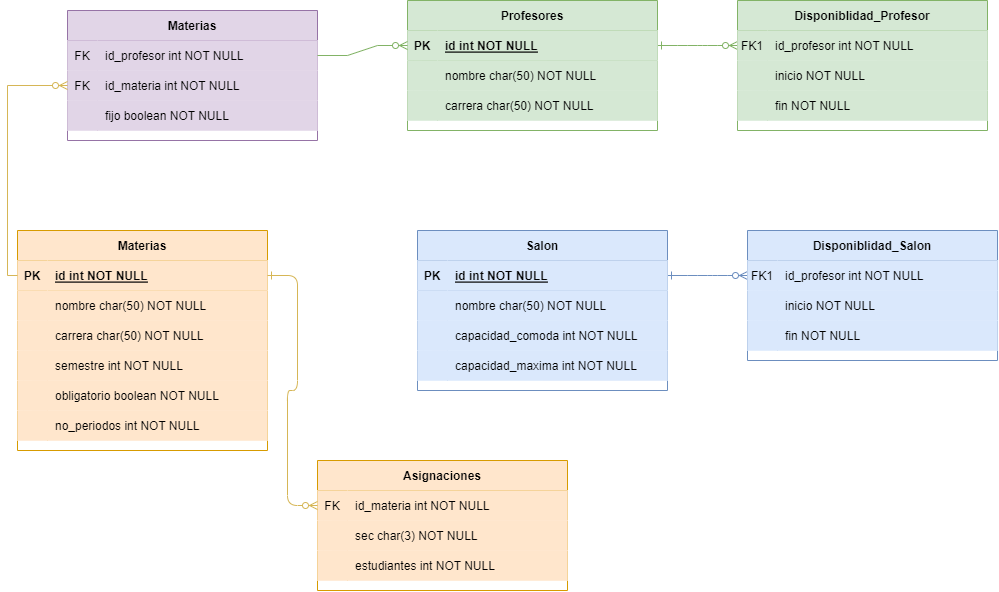 Materias
FK id_profesor int NOT NULL
FK id_materia int NOT NULL
fijo boolean NOT NULL
Profesores
PK id int NOT NULL
nombre char(50) NOT NULL
carrera char(50) NOT NULL
Disponiblidad_Profesor
FK1 id_profesor int NOT NULL
inicio NOT NULL
fin NOT NULL
Materias
PK id int NOT NULL
nombre char(50) NOT NULL
carrera char(50) NOT NULL
semestre int NOT NULL
obligatorio boolean NOT NULL
no_periodos int NOT NULL
Salon
PK id int NOT NULL
nombre char(50) NOT NULL
capacidad_comoda int NOT NULL
capacidad_maxima int NOT NULL
Disponiblidad_Salon
FK1 id_profesor int NOT NULL
inicio NOT NULL
fin NOT NULL
Asignaciones
FK id_materia int NOT NULL
sec char(3) NOT NULL
estudiantes int NOT NULL